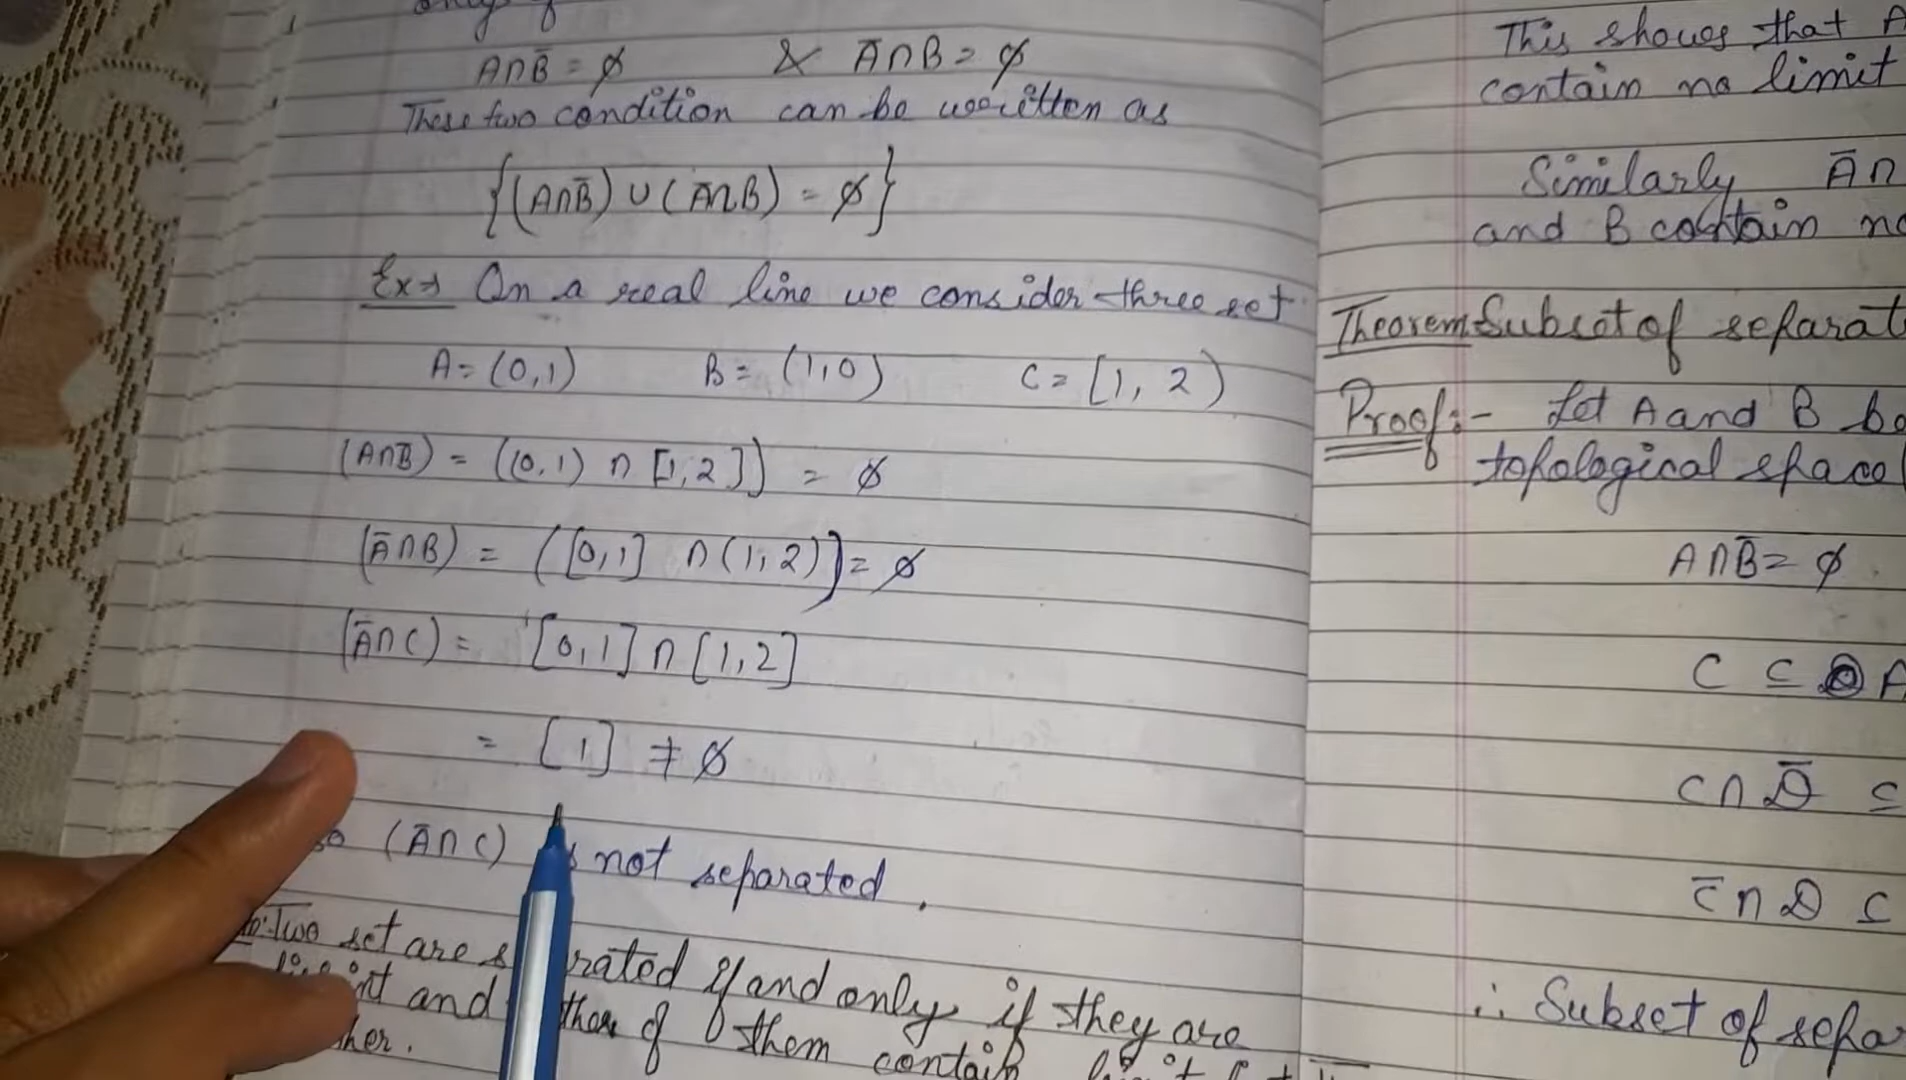 A∩B̄ = ∅ & Ā∩B = ∅
These two condition can be written as
{(A∩B̄) ∪ (Ā∩B) = ∅}
Ex→ On a real line we consider three set
A = (0,1) B = (1,0) C = [1, 2)
(A∩B̄) = ((0,1) ∩ [1,2]) = ∅
(Ā∩B) = ([0,1] ∩ (1,2)) = ∅
(Ā∩C) = [0,1] ∩ [1,2]
= [1] ≠ ∅
(Ā∩C) not separated.
Two set are if and only if they are
and of them contain
This shows that A
contain no limit
Similarly Ā∩
and B contain no
Theorem Subset of separat
Proof:- Let A and B be
topological space
A∩B̄ = ∅
C ⊆ A
C∩D̄ ⊆
C̄∩D ⊆
∴ Subset of sepa